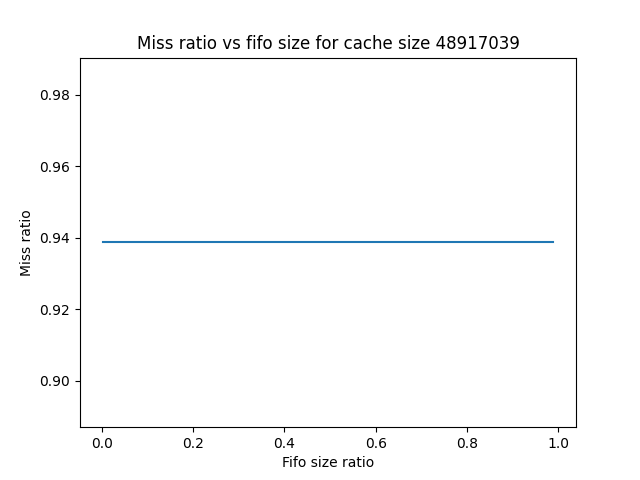 Miss ratio vs fifo size for cache size 48917039
0.98
0.96
0.94
0.92
0.90
Miss ratio
0.0 0.2 0.4 0.6 0.8 1.0
Fifo size ratio